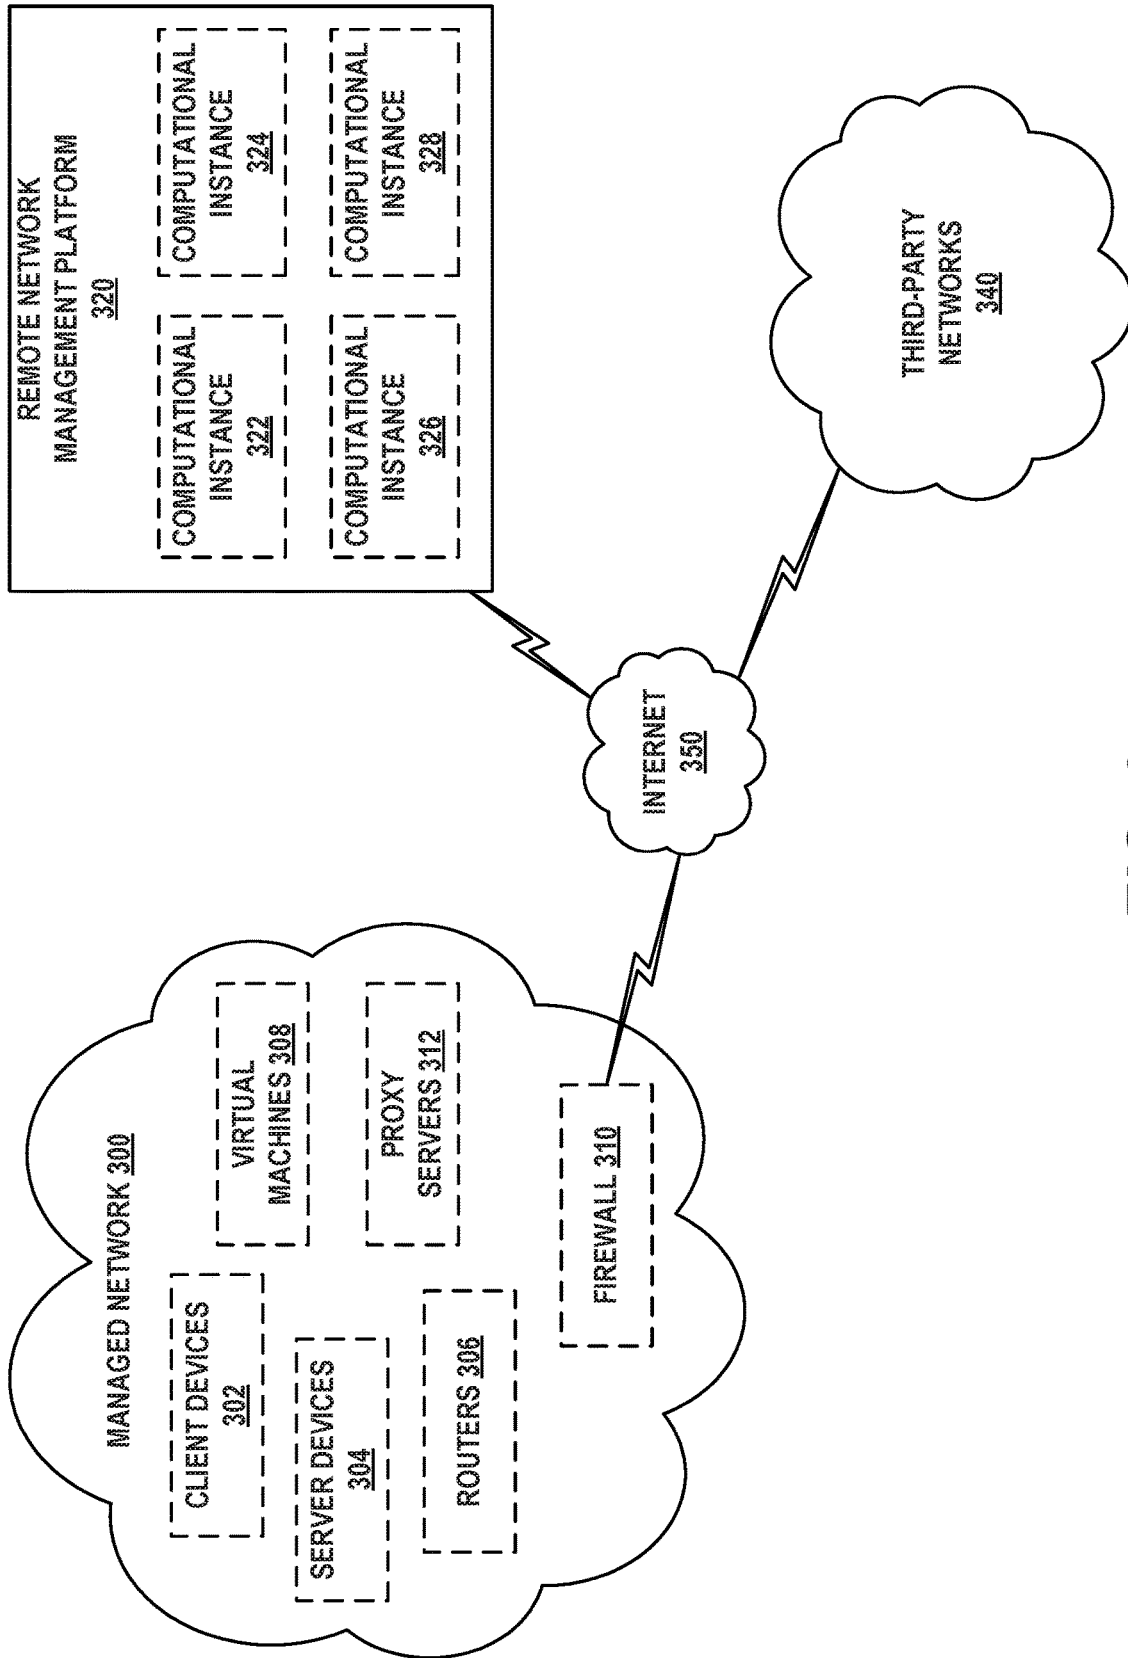 MANAGED NETWORK 300
CLIENT DEVICES
302
SERVER DEVICES
304
ROUTERS 306
VIRTUAL
MACHINES 308
PROXY
SERVERS 312
FIREWALL 310
INTERNET
350
REMOTE NETWORK
MANAGEMENT PLATFORM
320
COMPUTATIONAL
INSTANCE
322
COMPUTATIONAL
INSTANCE
324
COMPUTATIONAL
INSTANCE
326
COMPUTATIONAL
INSTANCE
328
THIRD-PARTY
NETWORKS
340